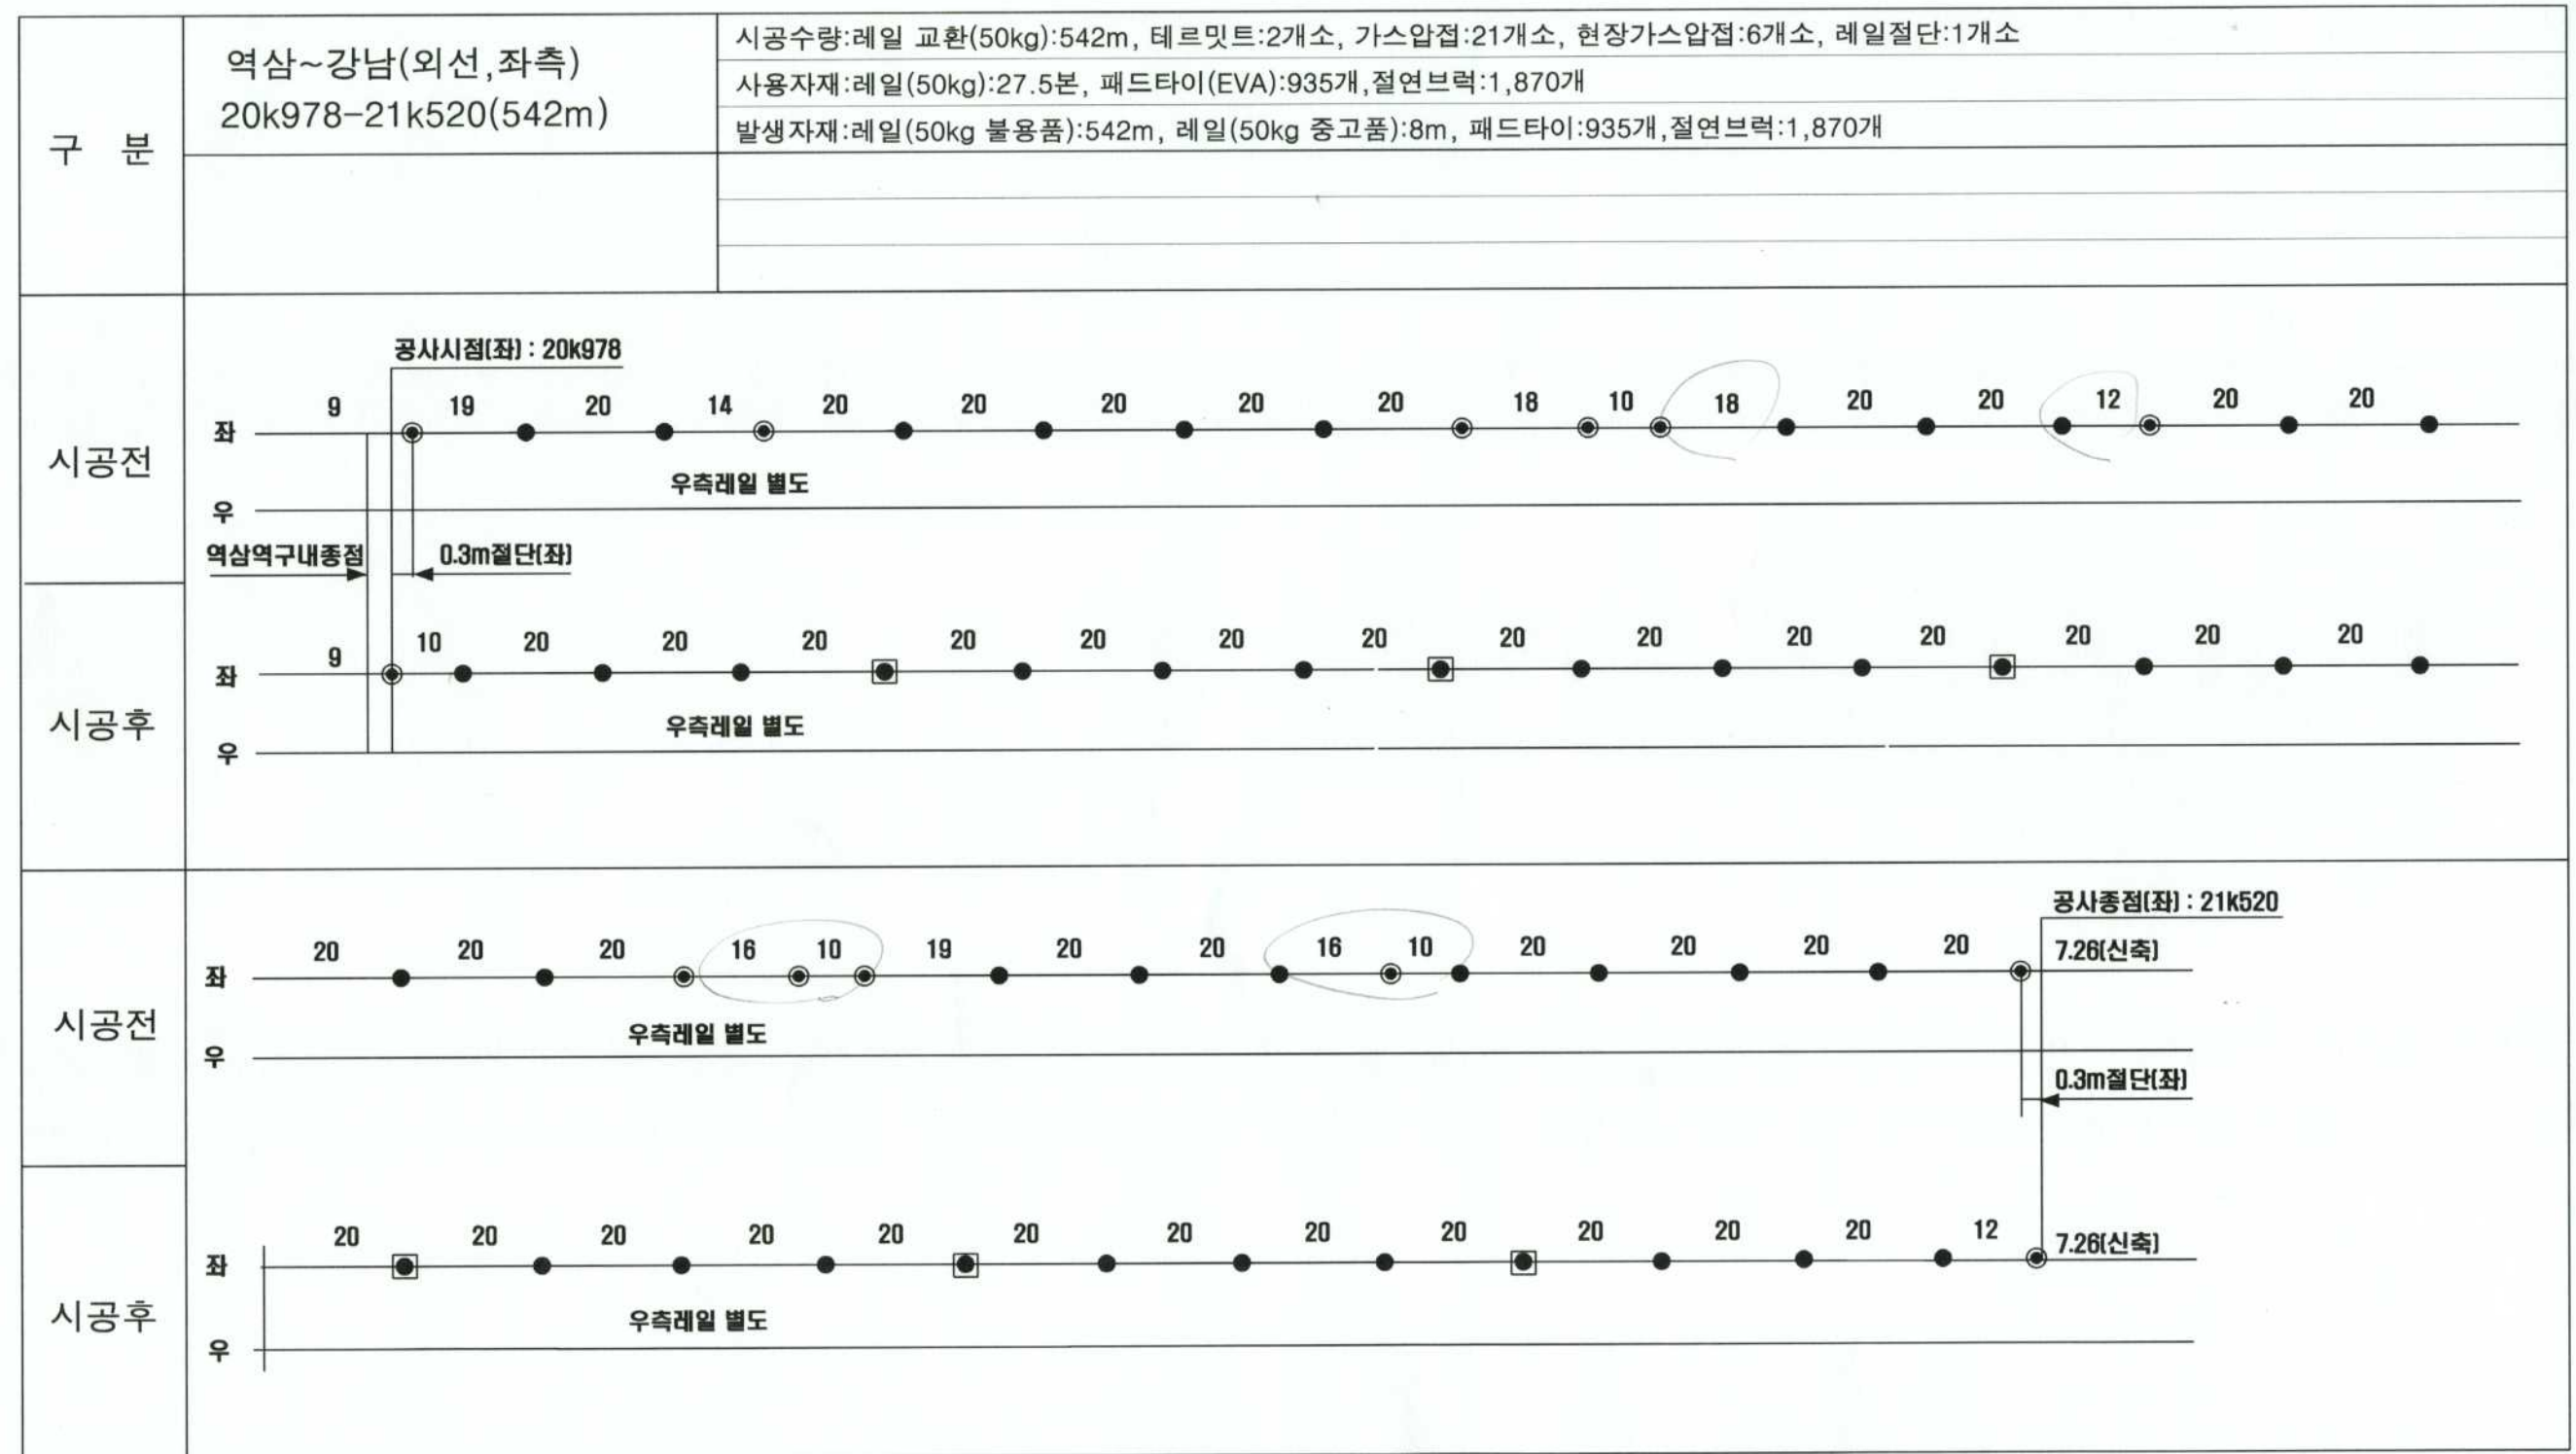 구 분
역삼~강남(외선,좌측)
20k978-21k520(542m)
시공수량:레일 교환(50kg):542m, 테르밋트:2개소, 가스압접:21개소, 현장가스압접:6개소, 레일절단:1개소
사용자재:레일(50kg):27.5본, 패드타이(EVA):935개,절연브럭:1,870개
발생자재:레일(50kg 불용품):542m, 레일(50kg 중고품):8m, 패드타이:935개,절연브럭:1,870개
시공전
공사시점(좌) : 20k978
9 19 20 14 20 20 20 20 20 18 10 18 20 20 12 20 20
좌
우측레일 별도
우
역삼역구내종점
0.3m절단(좌)
시공후
9 10 20 20 20 20 20 20 20 20 20 20 20 20 20 20
좌
우측레일 별도
우
시공전
공사종점(좌) : 21k520
20 20 20 16 10 19 20 20 16 10 20 20 20 20 7.26(신축)
좌
우측레일 별도
우
0.3m절단(좌)
시공후
20 20 20 20 20 20 20 20 20 20 20 20 12 7.26(신축)
좌
우측레일 별도
우